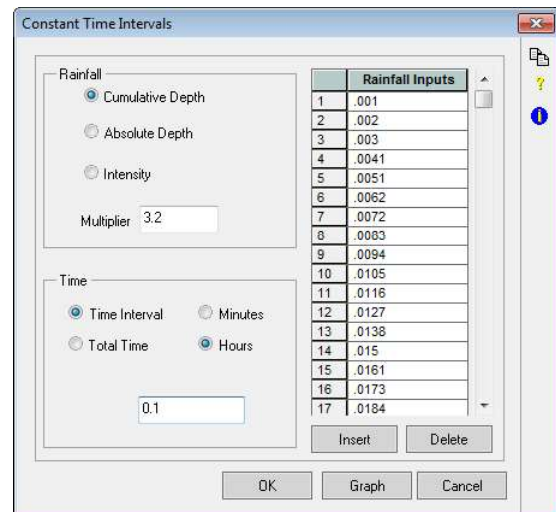 Constant Time Intervals
Rainfall
Cumulative Depth
Absolute Depth
Intensity
Multiplier 3.2
Time
Time Interval Minutes
Total Time Hours
0.1
Rainfall Inputs
1 .001
2 .002
3 .003
4 .0041
5 .0051
6 .0062
7 .0072
8 .0083
9 .0094
10 .0105
11 .0116
12 .0127
13 .0138
14 .015
15 .0161
16 .0173
17 .0184
Insert Delete
OK Graph Cancel